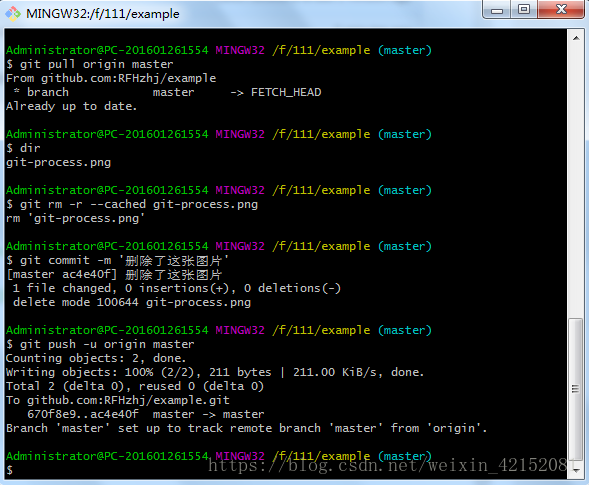 MINGW32:/f/111/example
Administrator@PC-201601261554 MINGW32 /f/111/example (master)
$ git pull origin master
From github.com:RFHzhj/example
 * branch            master     -> FETCH_HEAD
Already up to date.
Administrator@PC-201601261554 MINGW32 /f/111/example (master)
$ dir
git-process.png
Administrator@PC-201601261554 MINGW32 /f/111/example (master)
$ git rm -r --cached git-process.png
rm 'git-process.png'
Administrator@PC-201601261554 MINGW32 /f/111/example (master)
$ git commit -m '删除了这张图片'
[master ac4e40f] 删除了这张图片
 1 file changed, 0 insertions(+), 0 deletions(-)
 delete mode 100644 git-process.png
Administrator@PC-201601261554 MINGW32 /f/111/example (master)
$ git push -u origin master
Counting objects: 2, done.
Writing objects: 100% (2/2), 211 bytes | 211.00 KiB/s, done.
Total 2 (delta 0), reused 0 (delta 0)
To github.com:RFHzhj/example.git
   670f8e9..ac4e40f  master -> master
Branch 'master' set up to track remote branch 'master' from 'origin'.
Administrator@PC-201601261554 MINGW32 /f/111/example (master)
$